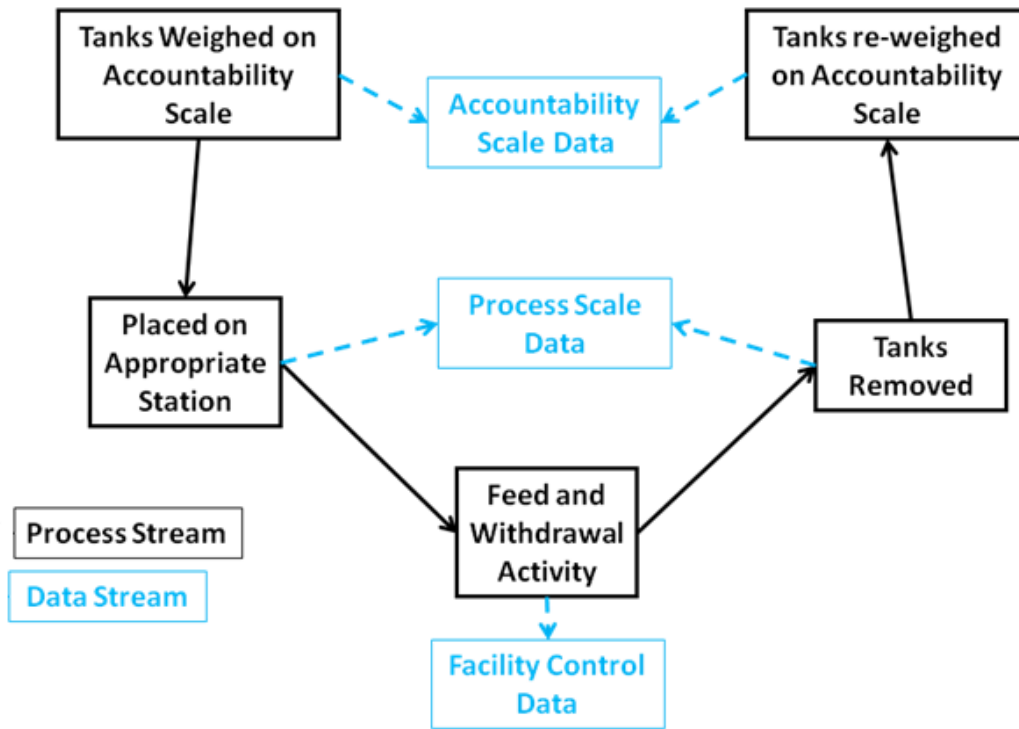 Tanks Weighed on
Accountability
Scale
Accountability
Scale Data
Tanks re-weighed
on Accountability
Scale
Placed on
Appropriate
Station
Process Scale
Data
Tanks
Removed
Feed and
Withdrawal
Activity
Process Stream
Data Stream
Facility Control
Data